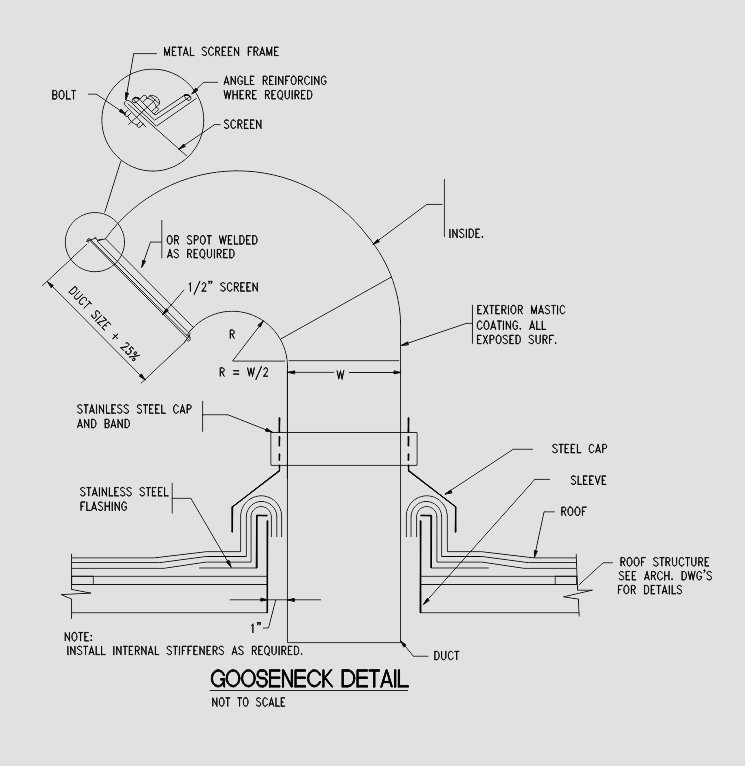 METAL SCREEN FRAME
ANGLE REINFORCING
WHERE REQUIRED
BOLT
SCREEN
INSIDE.
OR SPOT WELDED
AS REQUIRED
1/2" SCREEN
DUCT SIZE + 25%
EXTERIOR MASTIC
COATING. ALL
EXPOSED SURF.
R
R = W/2
W
STAINLESS STEEL CAP
AND BAND
STEEL CAP
SLEEVE
STAINLESS STEEL
FLASHING
ROOF
ROOF STRUCTURE
SEE ARCH. DWG'S
FOR DETAILS
1"
NOTE:
INSTALL INTERNAL STIFFENERS AS REQUIRED.
DUCT
GOOSENECK DETAIL
NOT TO SCALE